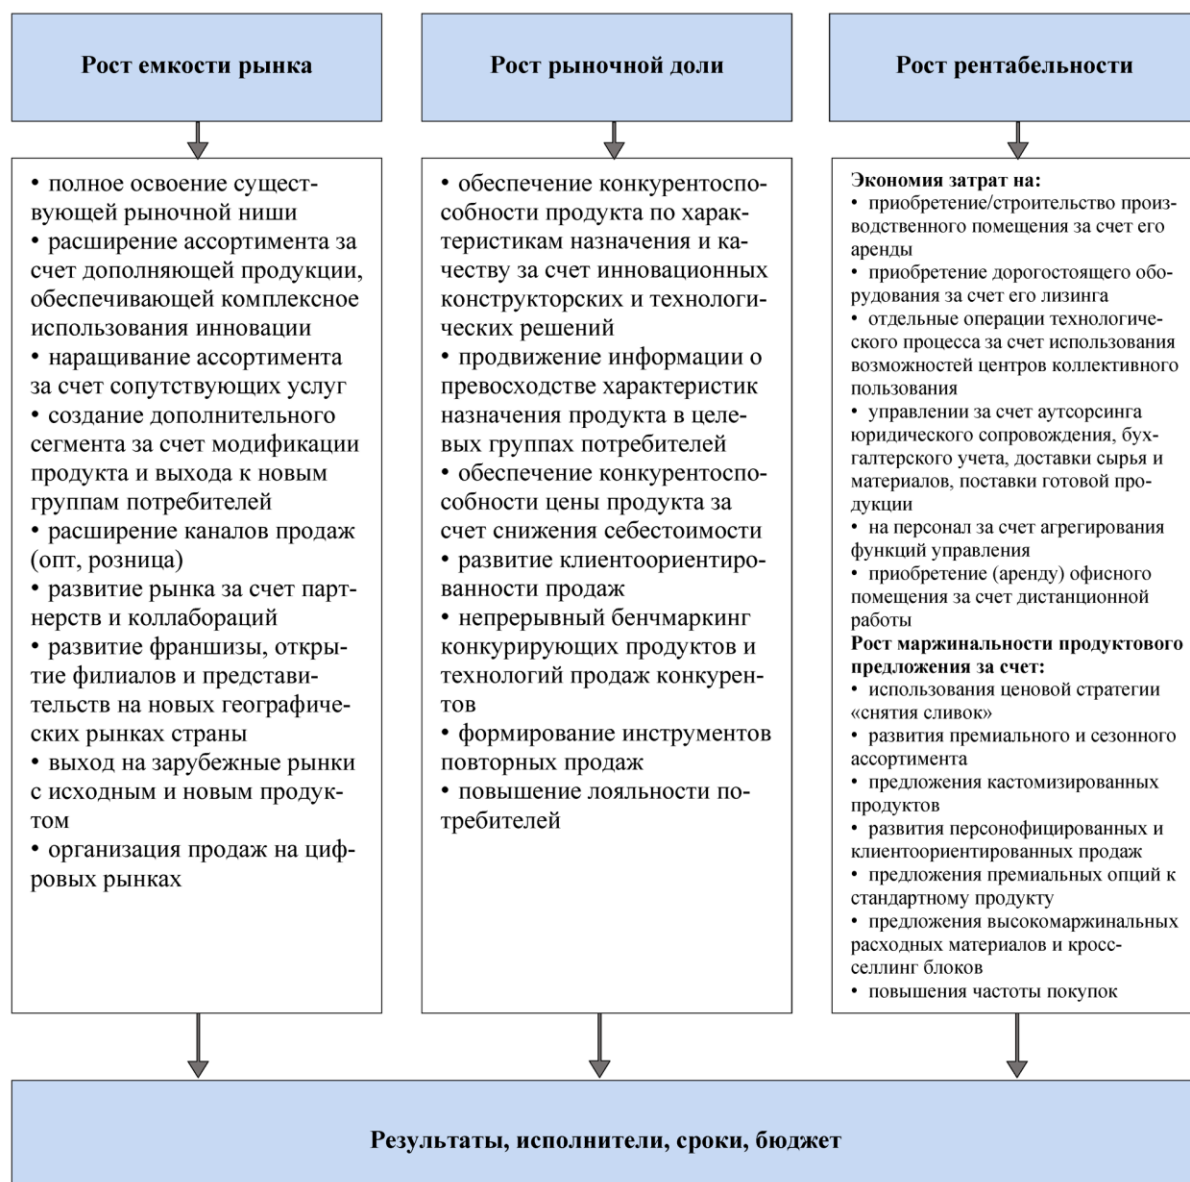 Рост емкости рынка
• полное освоение сущест-
вующей рыночной ниши
• расширение ассортимента за
счет дополняющей продукции,
обеспечивающей комплексное
использования инновации
• наращивание ассортимента
за счет сопутствующих услуг
• создание дополнительного
сегмента за счет модификации
продукта и выхода к новым
группам потребителей
• расширение каналов продаж
(опт, розница)
• развитие рынка за счет парт-
нерств и коллабораций
• развитие франшизы, откры-
тие филиалов и представи-
тельств на новых географиче-
ских рынках страны
• выход на зарубежные рынки
с исходным и новым продук-
том
• организация продаж на циф-
ровых рынках
Рост рыночной доли
• обеспечение конкурентоспо-
собности продукта по харак-
теристикам назначения и ка-
честву за счет инновационных
конструкторских и технологи-
ческих решений
• продвижение информации о
превосходстве характеристик
назначения продукта в целе-
вых группах потребителей
• обеспечение конкурентоспо-
собности цены продукта за
счет снижения себестоимости
• развитие клиентоориентиро-
ванности продаж
• непрерывный бенчмаркинг
конкурирующих продуктов и
технологий продаж конкурен-
тов
• формирование инструментов
повторных продаж
• повышение лояльности по-
требителей
Рост рентабельности
Экономия затрат на:
• приобретение/строительство произ-
водственного помещения за счет его
аренды
• приобретение дорогостоящего обо-
рудования за счет его лизинга
• отдельные операции технологиче-
ского процесса за счет использования
возможностей центров коллективного
пользования
• управлении за счет аутсорсинга
юридического сопровождения, бух-
галтерского учета, доставки сырья и
материалов, поставки готовой про-
дукции
• на персонал за счет агрегирования
функций управления
• приобретение (аренду) офисного
помещения за счет дистанционной
работы
Рост маржинальности продуктового
предложения за счет:
• использования ценовой стратегии
«снятия сливок»
• развития премиального и сезонного
ассортимента
• предложения кастомизированных
продуктов
• развития персонофицированных и
клиентоориентированных продаж
• предложения премиальных опций к
стандартному продукту
• предложения высокомаржинальных
расходных материалов и кросс-
селлинг блоков
• повышения частоты покупок
Результаты, исполнители, сроки, бюджет